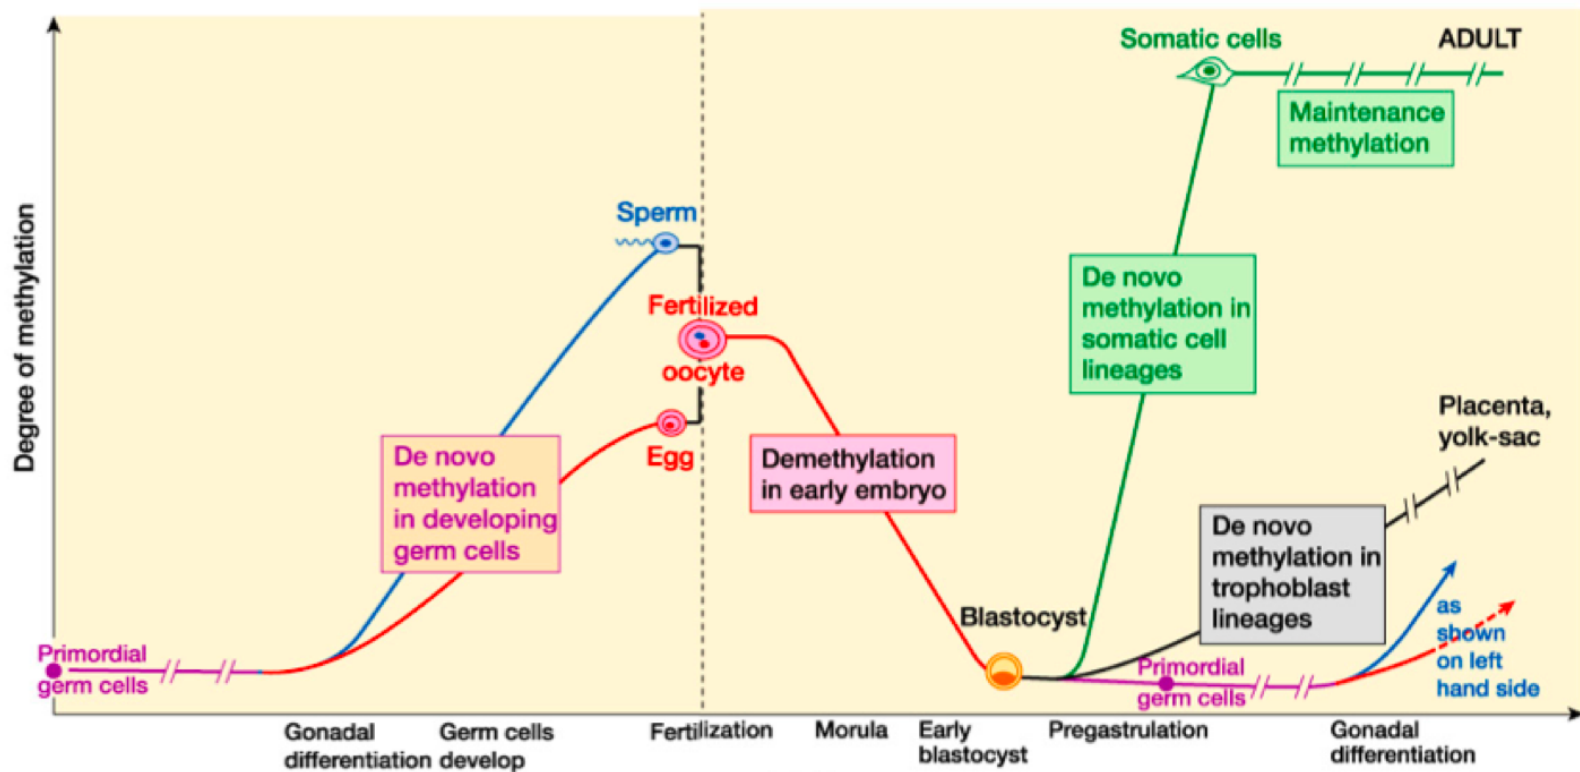 Degree of methylation
Primordial
germ cells
De novo
methylation
in developing
germ cells
Sperm
Fertilized
oocyte
Egg
Demethylation
in early embryo
Blastocyst
Somatic cells
ADULT
Maintenance
methylation
De novo
methylation in
somatic cell
lineages
Placenta,
yolk-sac
De novo
methylation in
trophoblast
lineages
Primordial
germ cells
as
shown
on left
hand side
Gonadal
differentiation
Germ cells
develop
Fertilization
Morula
Early
blastocyst
Pregastrulation
Gonadal
differentiation